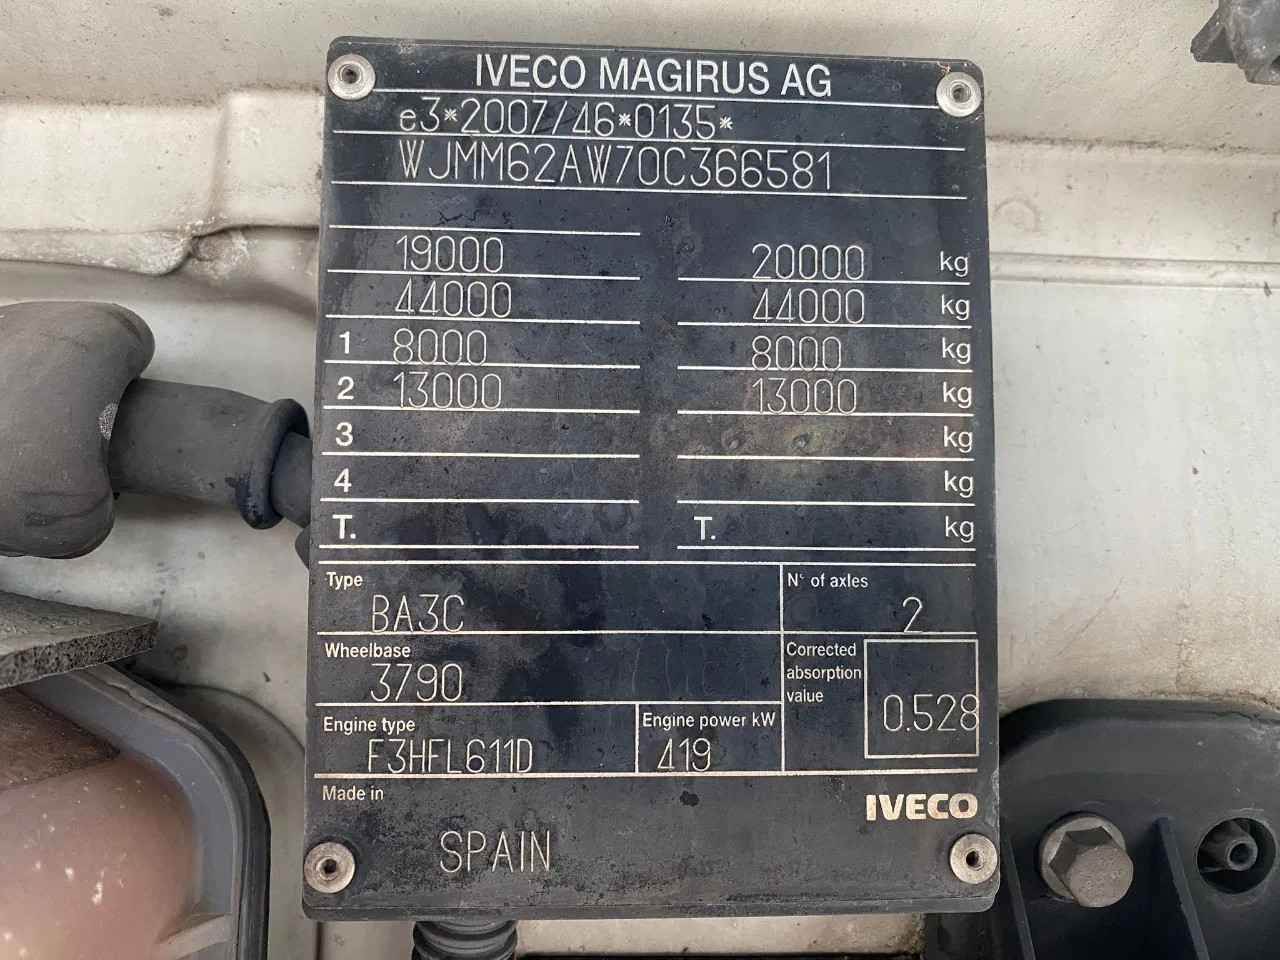 IVECO MAGIRUS AG
e3*2007/46*0135*
WJMM62AW70C366581
19000 20000 kg
44000 44000 kg
1 8000 8000 kg
2 13000 13000 kg
3 kg
4 kg
T. T. kg
Type N° of axles
BA3C 2
Wheelbase Corrected absorption value
3790 0.528
Engine type Engine power kW
F3HFL611D 419
Made in IVECO
SPAIN